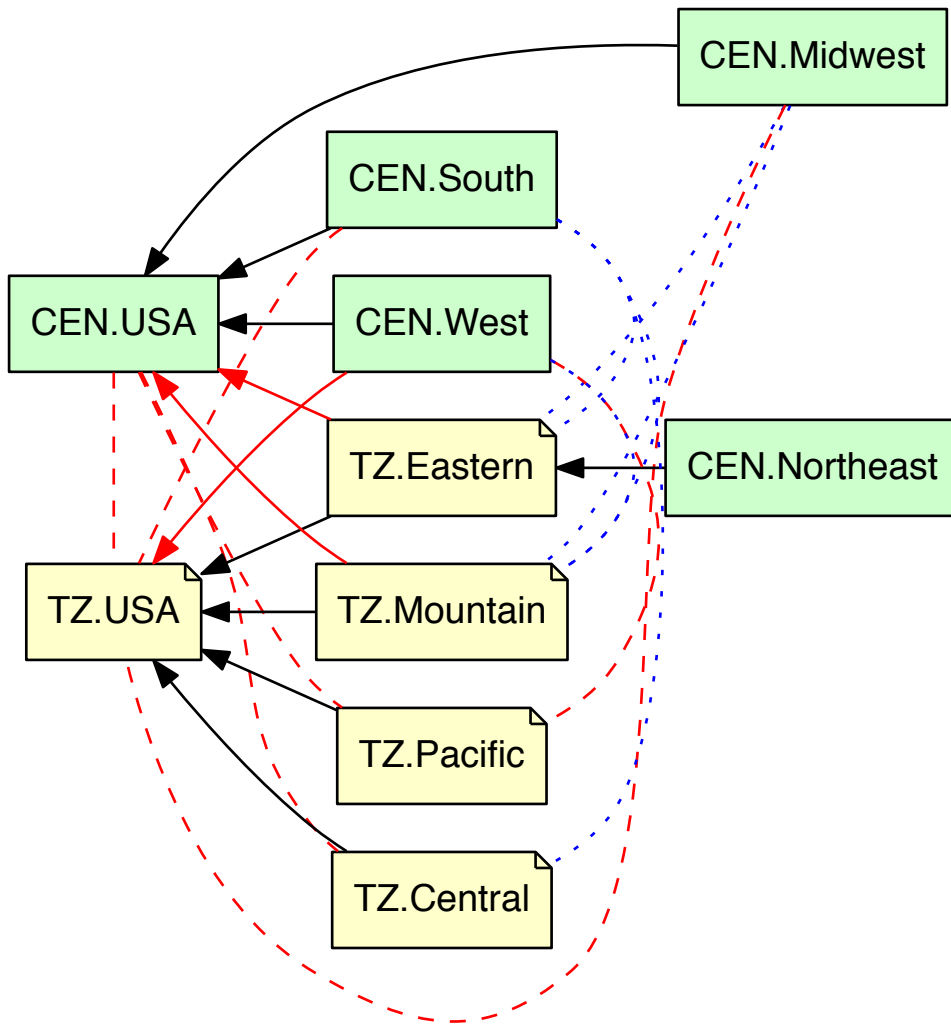 CEN.Midwest
CEN.South
CEN.USA
CEN.West
TZ.Eastern
CEN.Northeast
TZ.USA
TZ.Mountain
TZ.Pacific
TZ.Central